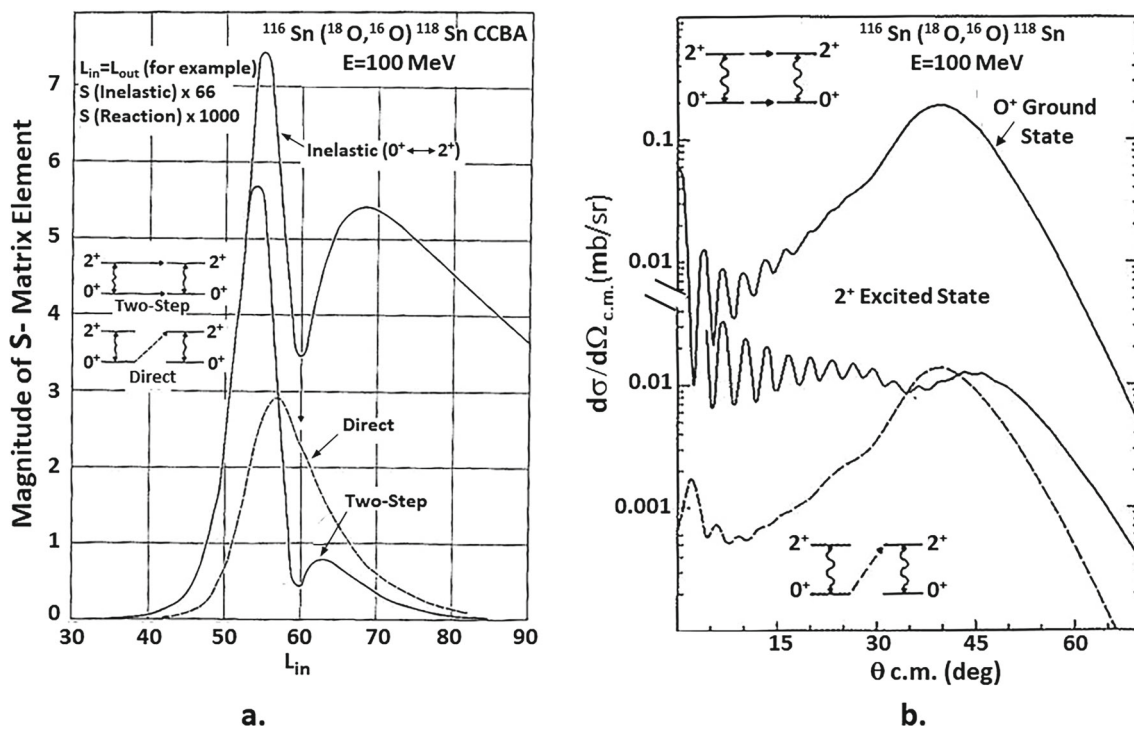 ¹¹⁶Sn (¹⁸O,¹⁶O) ¹¹⁸Sn CCBA
E=100 MeV
L_in=L_out (for example)
S (Inelastic) x 66
S (Reaction) x 1000
Inelastic (0⁺↔2⁺)
2⁺ 2⁺
0⁺ 0⁺
Two-Step
2⁺ 2⁺
0⁺ 0⁺
Direct
Direct
Two-Step
Magnitude of S- Matrix Element
7
6
5
4
3
2
1
0
30 40 50 60 70 80 90
L_in
a.
¹¹⁶Sn (¹⁸O,¹⁶O) ¹¹⁸Sn
E=100 MeV
2⁺ 2⁺
0⁺ 0⁺
O⁺ Ground
State
2⁺ Excited State
2⁺ 2⁺
0⁺ 0⁺
dσ/dΩ_c.m.(mb/sr)
0.1
0.01
0.01
0.001
15 30 45 60
θ c.m. (deg)
b.